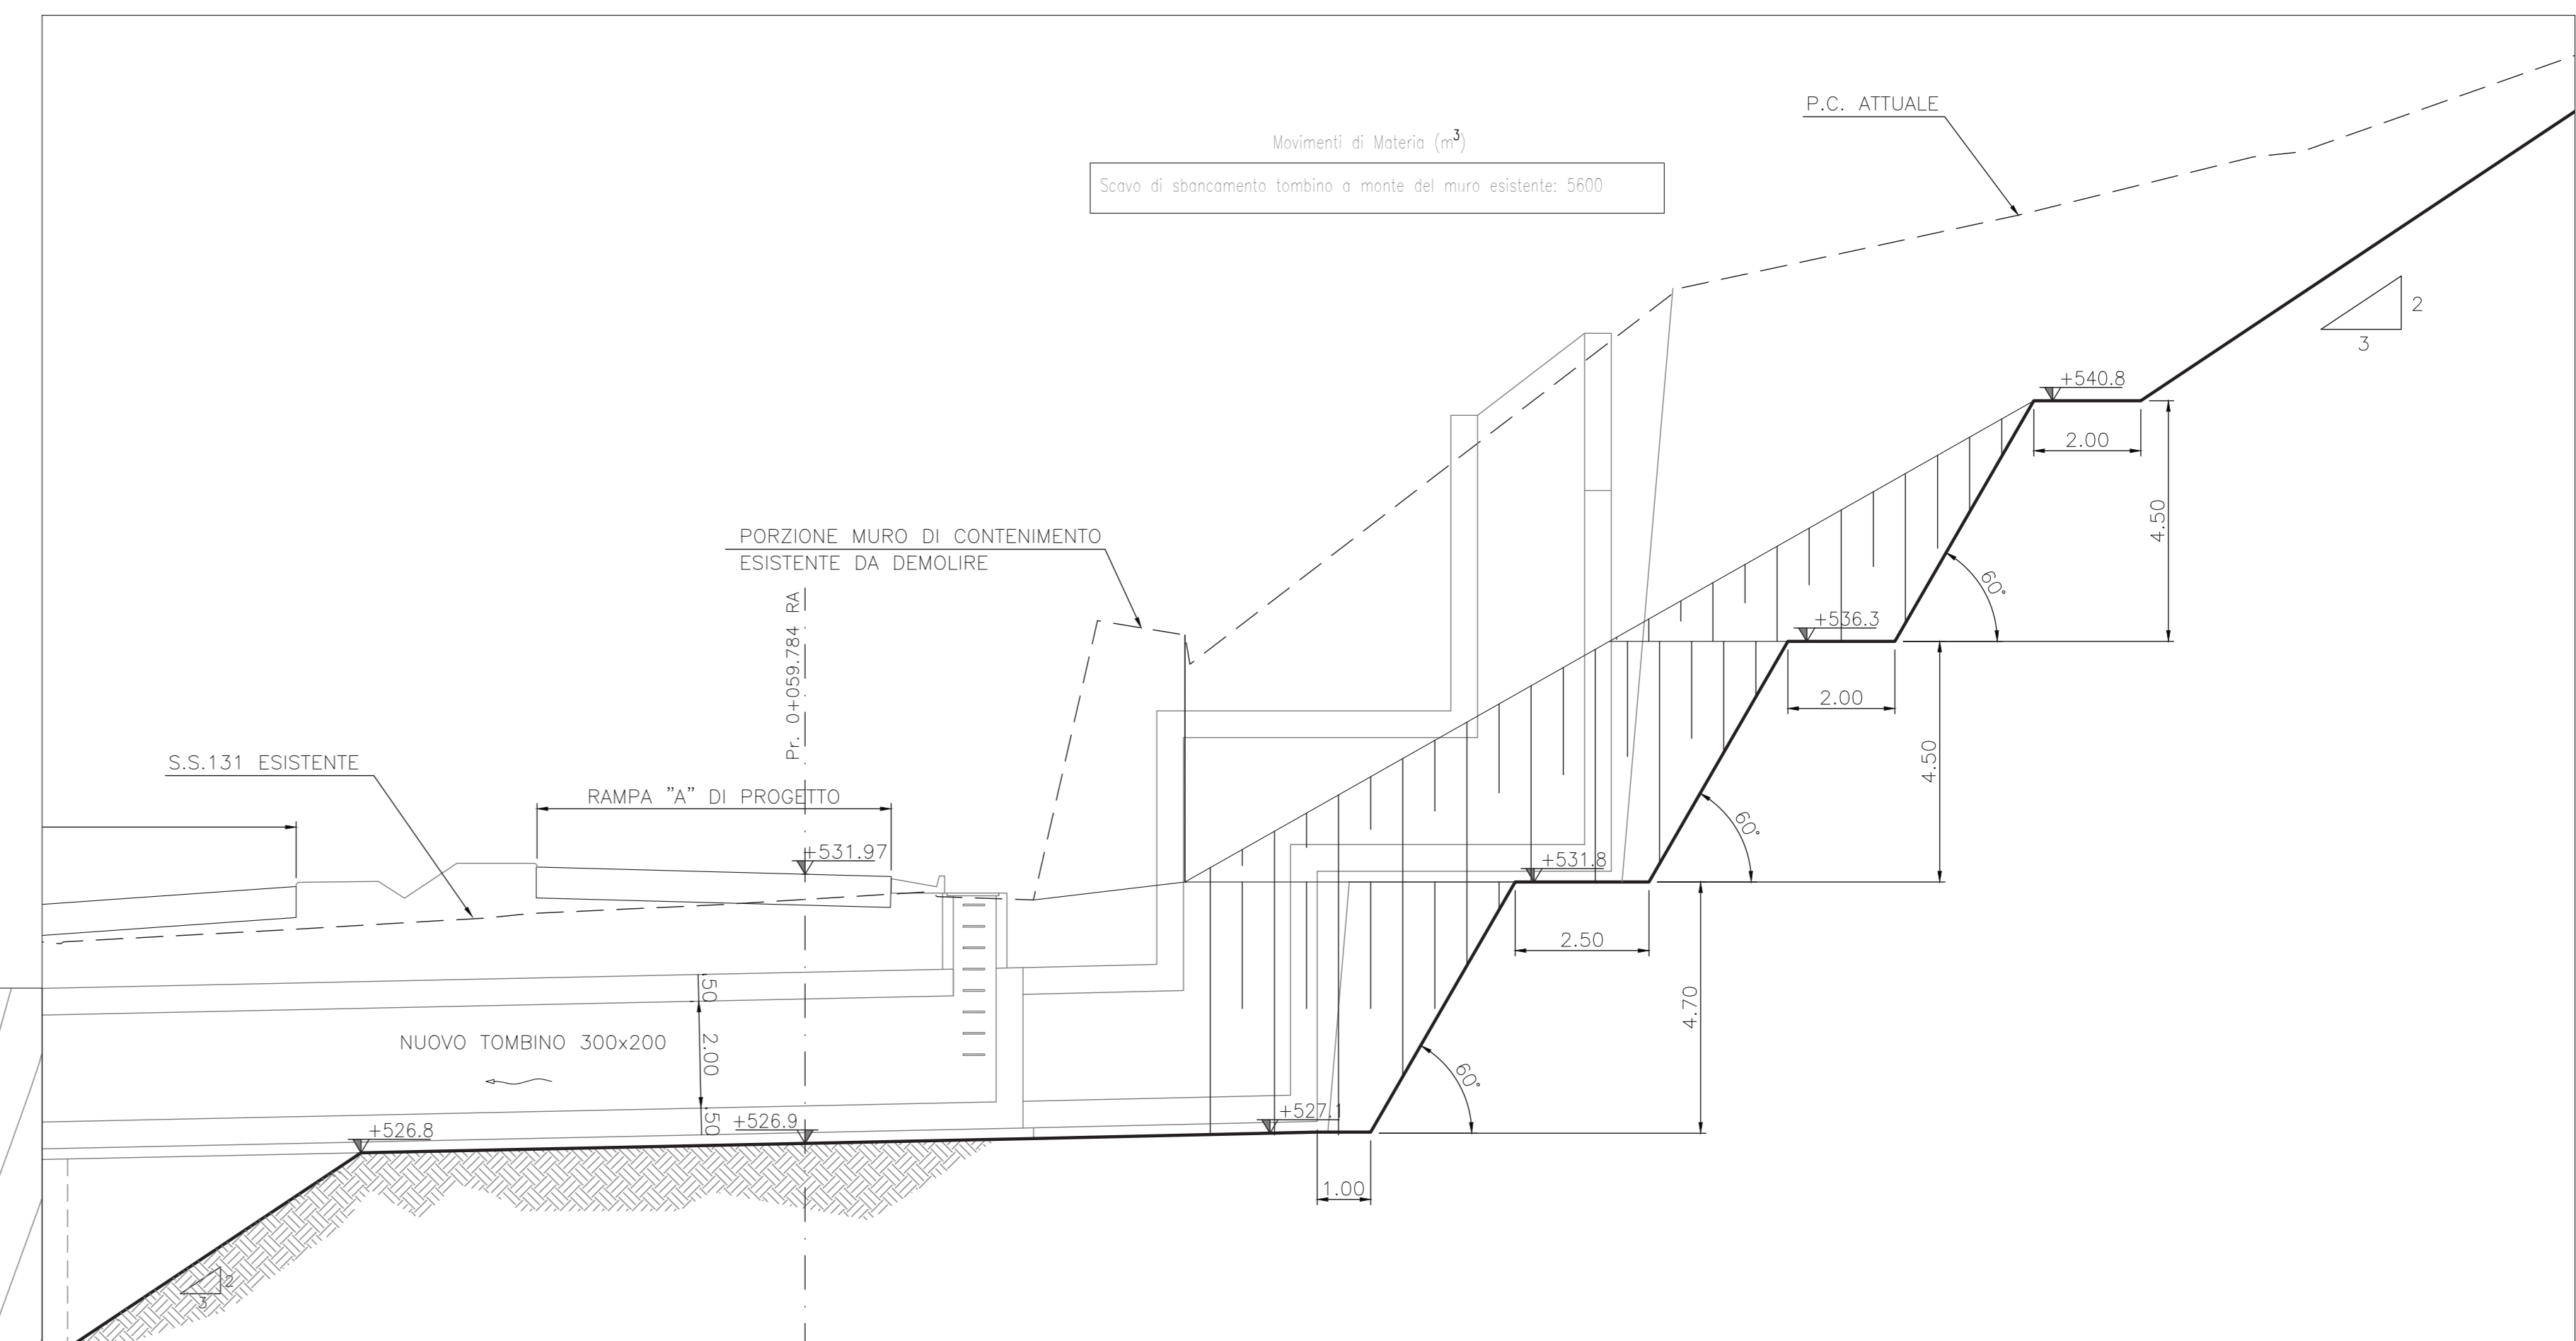 P.C. ATTUALE
Movimenti di Materia (m³)
Scavo di sbancamento tombino a monte del muro esistente: 5600
2
3
+540.8
2.00
4.50
60°
PORZIONE MURO DI CONTENIMENTO
ESISTENTE DA DEMOLIRE
Pr. 0+059.784 RA
+536.3
2.00
4.50
60°
S.S.131 ESISTENTE
RAMPA "A" DI PROGETTO
+531.97
+531.8
2.50
4.70
60°
.50
NUOVO TOMBINO 300x200
2.00
.50
+526.8
+526.9
+527.1
1.00
2
3